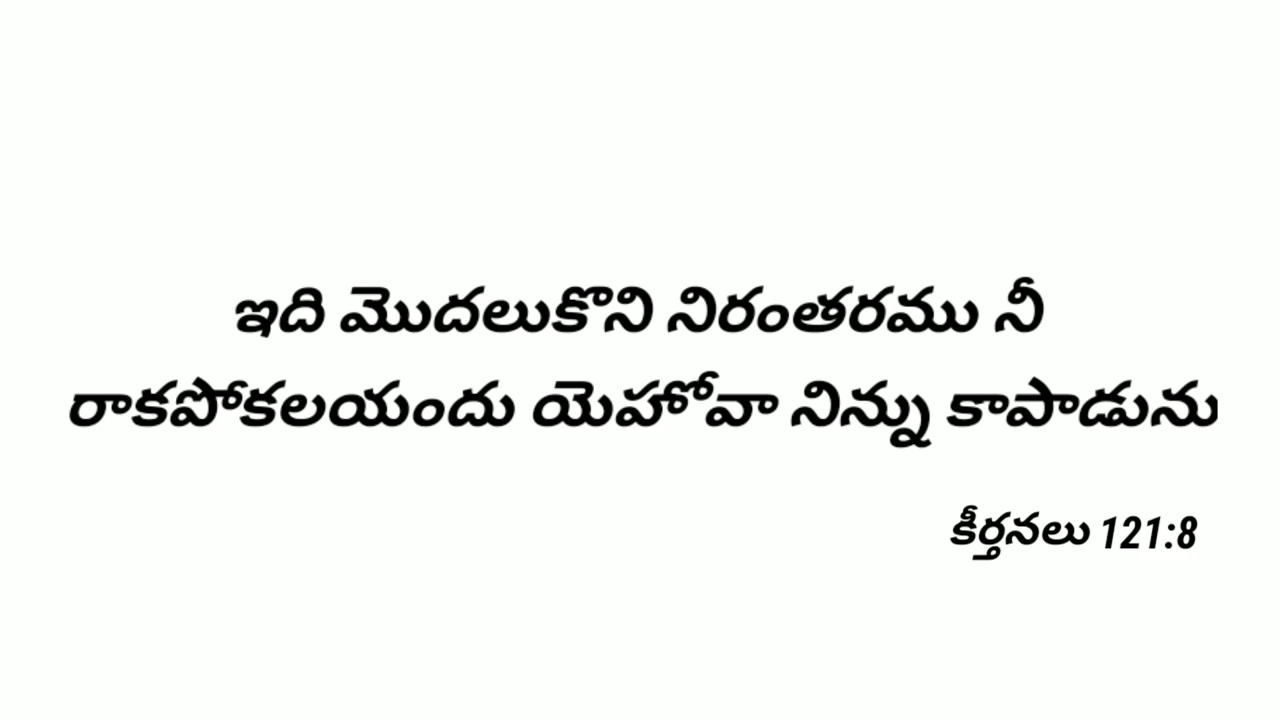 ఇది మొదలుకొని నిరంతరము నీ
రాకపోకలయందు యెహోవా నిన్ను కాపాడును
కీర్తనలు 121:8